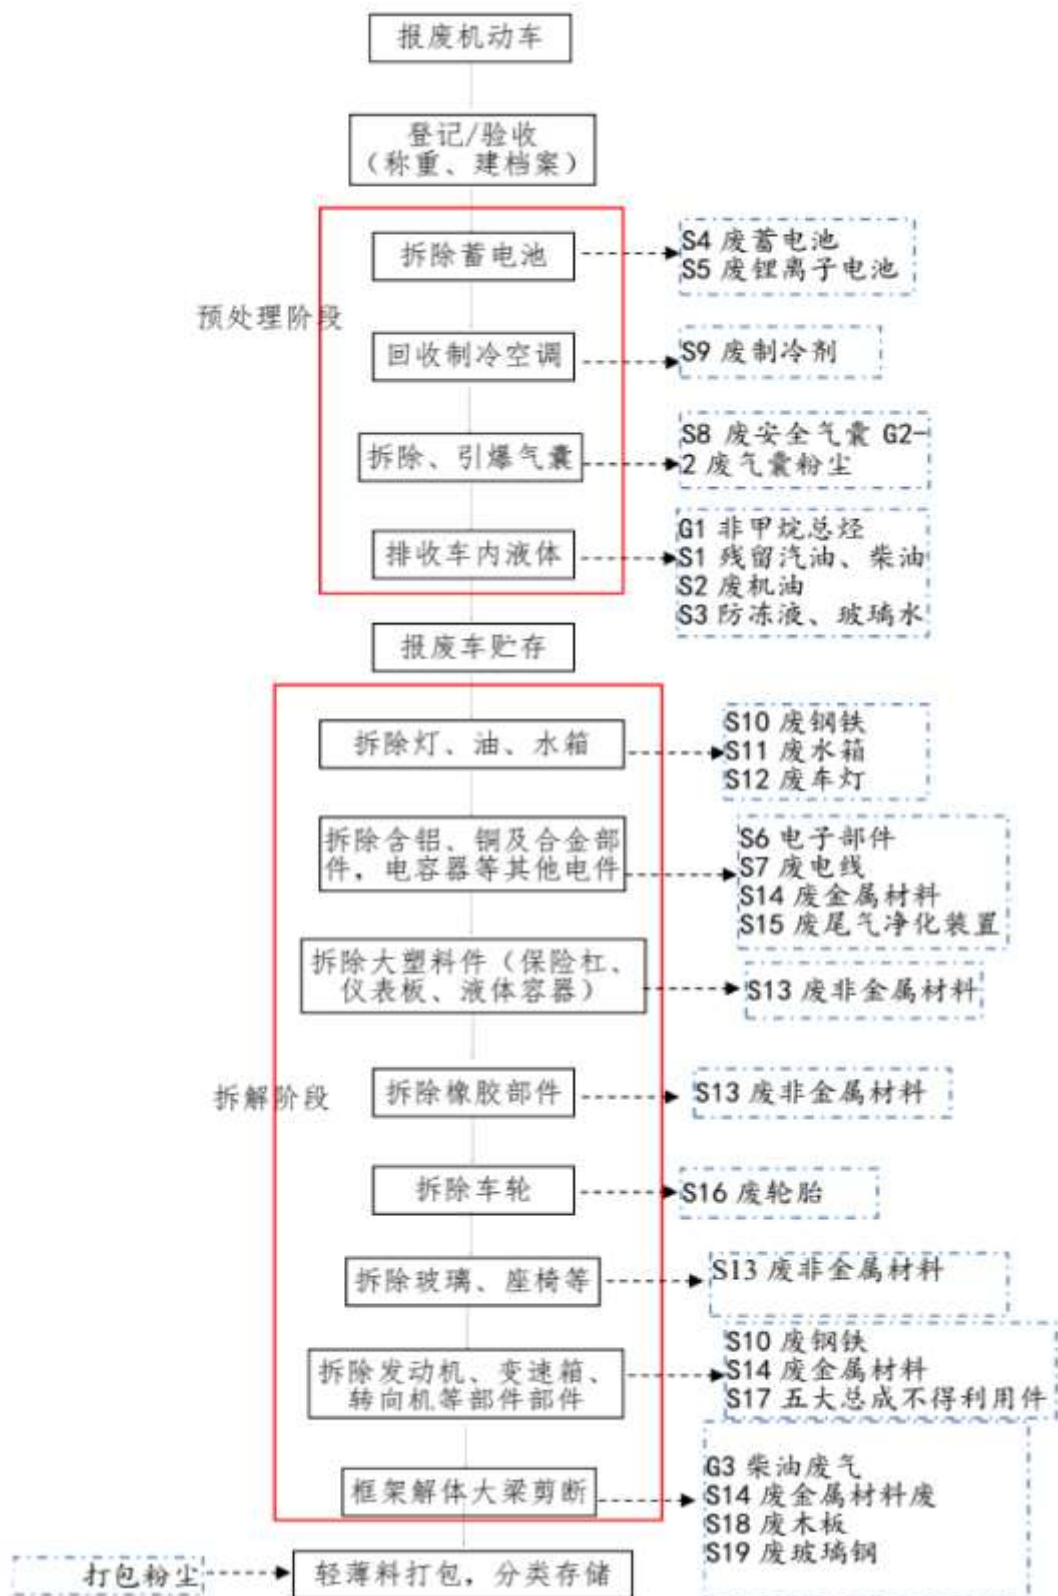 报废机动车
登记/验收
（称重、建档案）
拆除蓄电池
S4 废蓄电池
S5 废锂离子电池
预处理阶段
回收制冷空调
S9 废制冷剂
拆除、引爆气囊
S8 废安全气囊 G2-
2 废气囊粉尘
排收车内液体
G1 非甲烷总烃
S1 残留汽油、柴油
S2 废机油
S3 防冻液、玻璃水
报废车贮存
拆除灯、油、水箱
S10 废钢铁
S11 废水箱
S12 废车灯
拆除含铝、铜及合金部
件，电容器等其他电件
S6 电子部件
S7 废电线
S14 废金属材料
S15 废尾气净化装置
拆除大塑料件（保险杠、
仪表板、液体容器）
S13 废非金属材料
拆解阶段
拆除橡胶部件
S13 废非金属材料
拆除车轮
S16 废轮胎
拆除玻璃、座椅等
S13 废非金属材料
拆除发动机、变速箱、
转向机等部件部件
S10 废钢铁
S14 废金属材料
S17 五大总成不得利用件
框架解体大梁剪断
G3 柴油废气
S14 废金属材料废
S18 废木板
S19 废玻璃钢
打包粉尘
轻薄料打包，分类存储